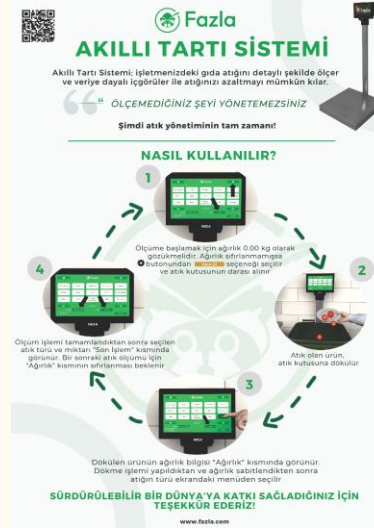 Fazla
AKILLI TARTI SİSTEMİ
Akıllı Tartı Sistemi; işletmenizdeki gıda atığını detaylı şekilde ölçer
ve veriye dayalı içgörüler ile atığınızı azaltmayı mümkün kılar.
" ÖLÇEMEDİĞİNİZ ŞEYİ YÖNETEMEZSİNİZ
Şimdi atık yönetiminin tam zamanı!
NASIL KULLANILIR?
1
Ölçüme başlamak için ağırlık 0.00 kg olarak
gözükmelidir. Ağırlık sıfırlanmamışsa
butonundan seçeneği seçilir
ve atık kutusunun darası alınır
2
Atık olan ürün,
atık kutusuna dökülür
3
Dökülen ürünün ağırlık bilgisi "Ağırlık" kısmında görünür.
Dökme işlemi yapıldıktan ve ağırlık sabitlendikten sonra
atığın türü ekrandaki menüden seçilir
4
Ölçüm işlemi tamamlandıktan sonra seçilen
atık türü ve miktarı "Son İşlem" kısmında
görünür. Bir sonraki atık ölçümü için
"Ağırlık" kısmının sıfırlanması beklenir
SÜRDÜRÜLEBİLİR BİR DÜNYA'YA KATKI SAĞLADIĞINIZ İÇİN
TEŞEKKÜR EDERİZ!
www.fazla.com